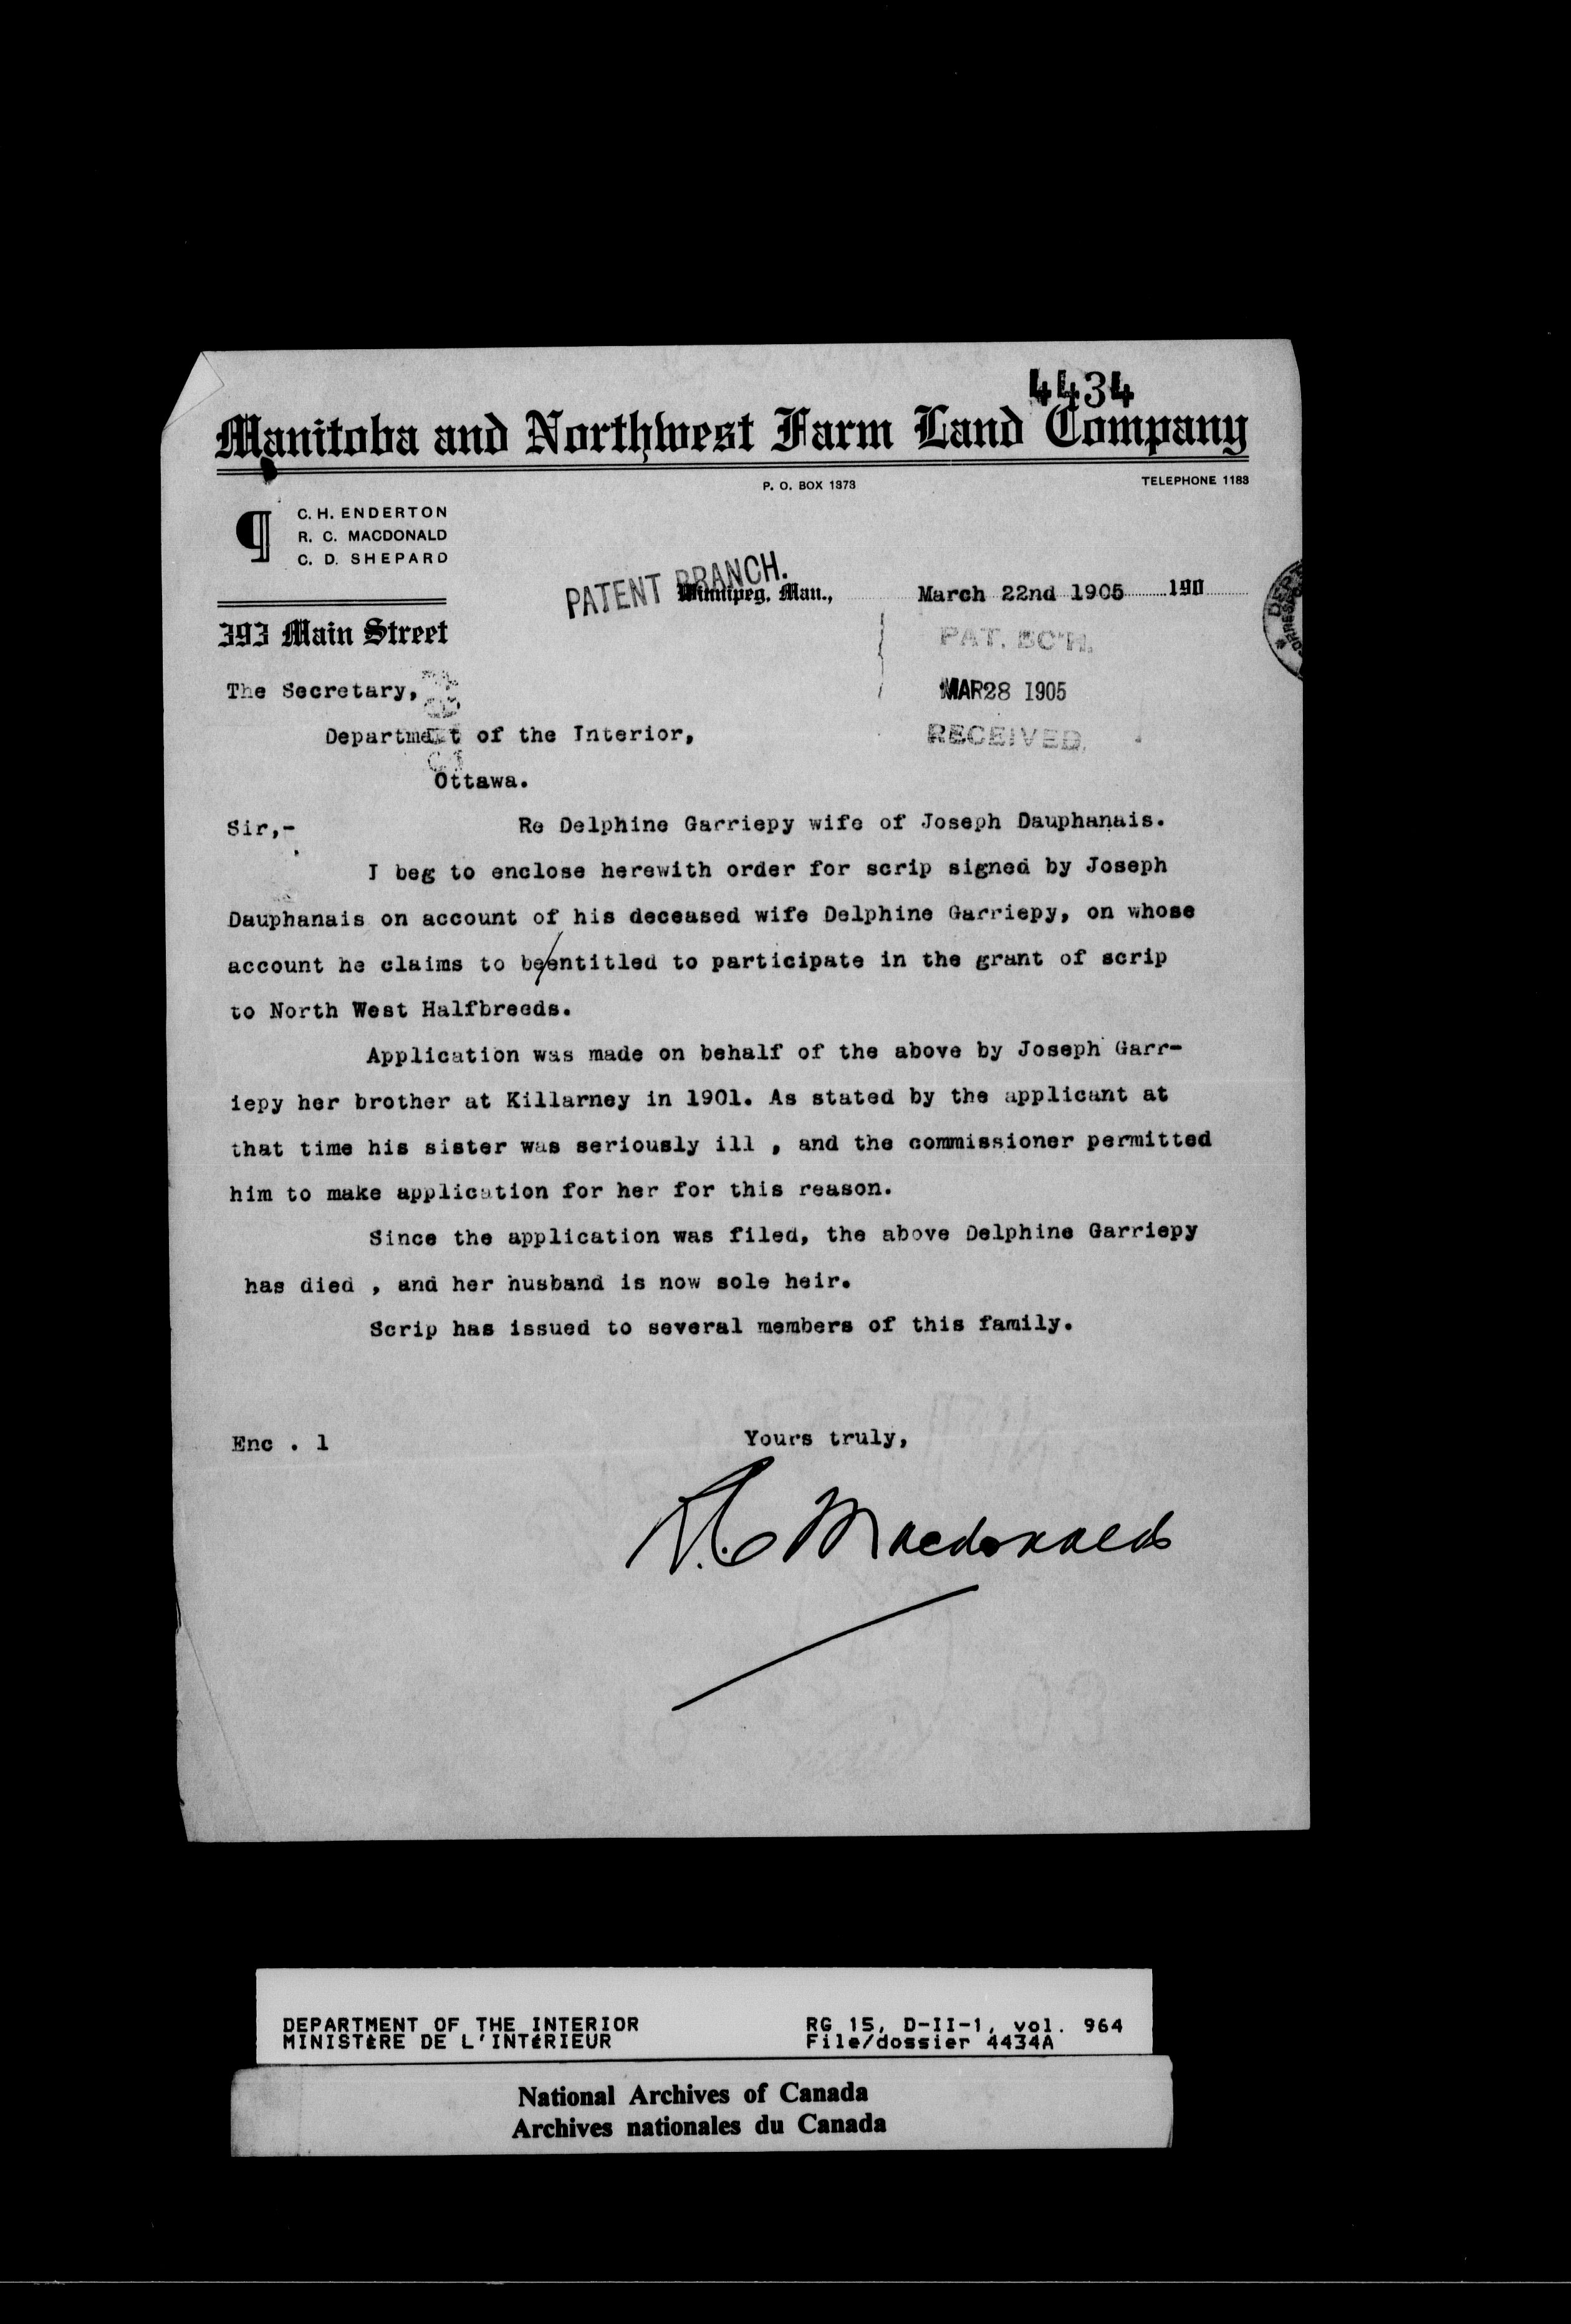 4434
Manitoba and Northwest Farm Land Company
P. O. BOX 1373
TELEPHONE 1183
¶ C. H. ENDERTON
R. C. MACDONALD
C. D. SHEPARD
PATENT BRANCH.
Winnipeg, Man., March 22nd 1905 190
393 Main Street
PAT. BC'H.
The Secretary,
MAR28 1905
Department of the Interior,
RECEIVED.
Ottawa.
Sir,- Re Delphine Garriepy wife of Joseph Dauphanais.
I beg to enclose herewith order for scrip signed by Joseph
Dauphanais on account of his deceased wife Delphine Garriepy, on whose
account he claims to be/entitled to participate in the grant of scrip
to North West Halfbreeds.
Application was made on behalf of the above by Joseph Garr-
iepy her brother at Killarney in 1901. As stated by the applicant at
that time his sister was seriously ill , and the commissioner permitted
him to make application for her for this reason.
Since the application was filed, the above Delphine Garriepy
has died , and her husband is now sole heir.
Scrip has issued to several members of this family.
Enc . 1 Yours truly,
R. C Macdonald
DEPARTMENT OF THE INTERIOR RG 15, D-II-1, vol. 964
MINISTÈRE DE L'INTÉRIEUR File/dossier 4434A
National Archives of Canada
Archives nationales du Canada